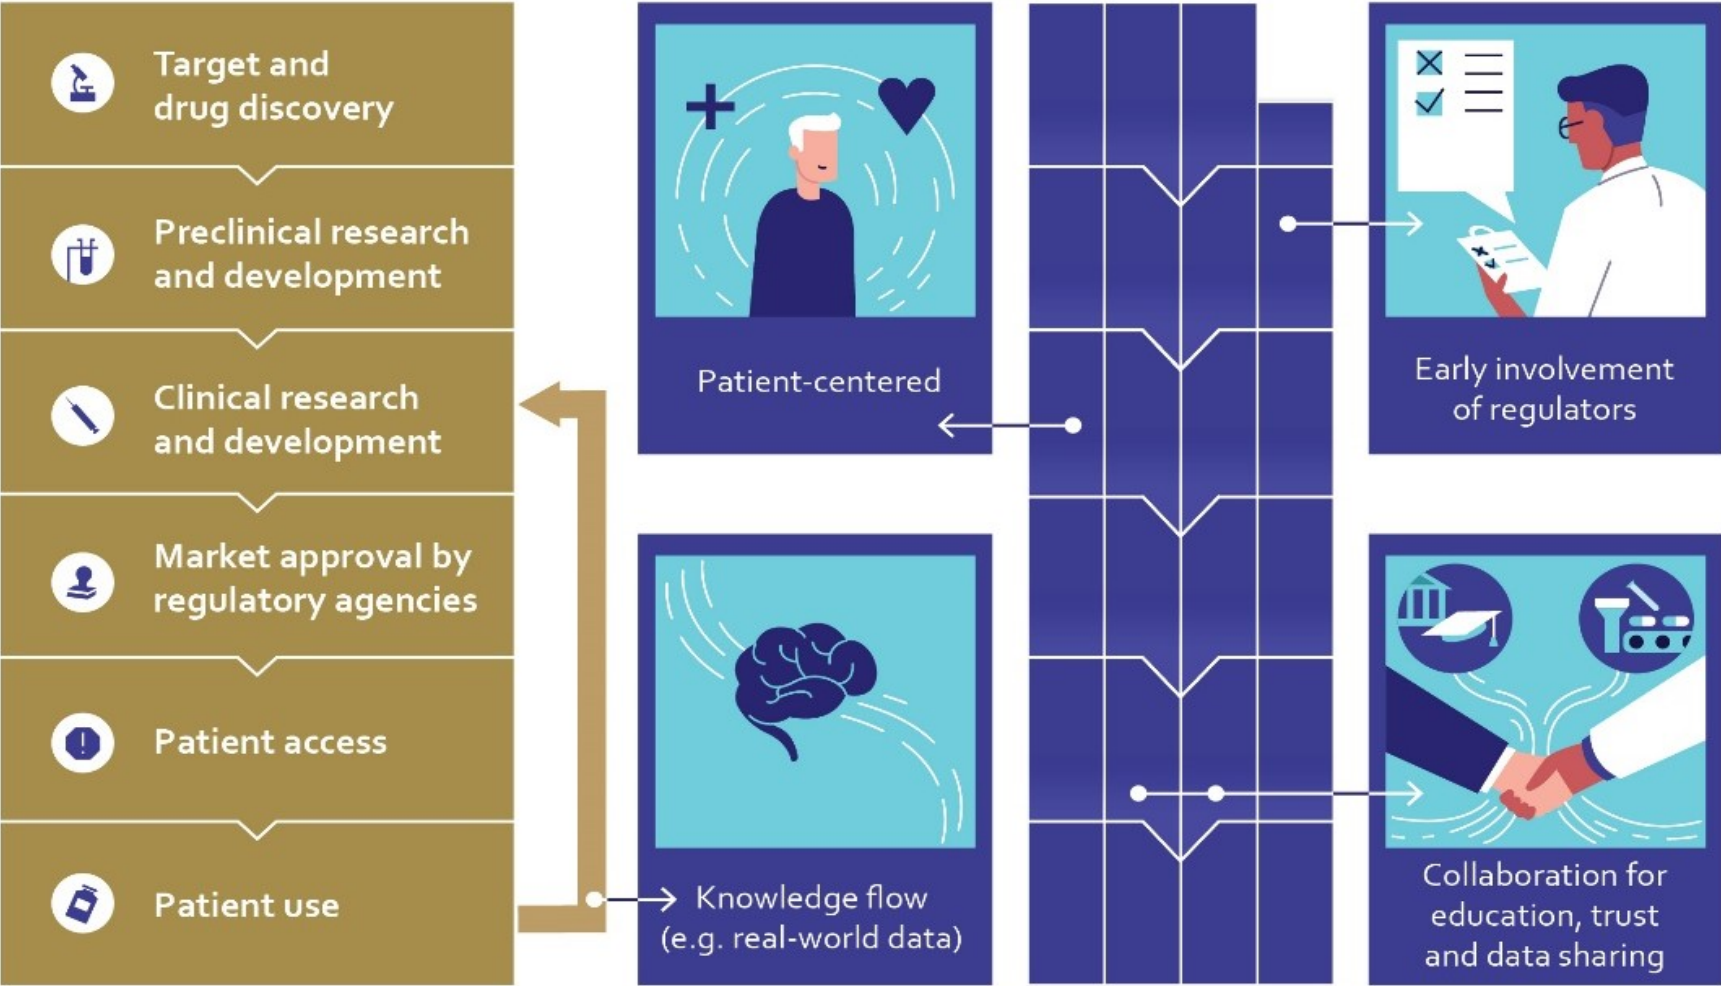 Target and
drug discovery
Preclinical research
and development
Clinical research
and development
Market approval by
regulatory agencies
Patient access
Patient use
Patient-centered
Knowledge flow
(e.g. real-world data)
Early involvement
of regulators
Collaboration for
education, trust
and data sharing